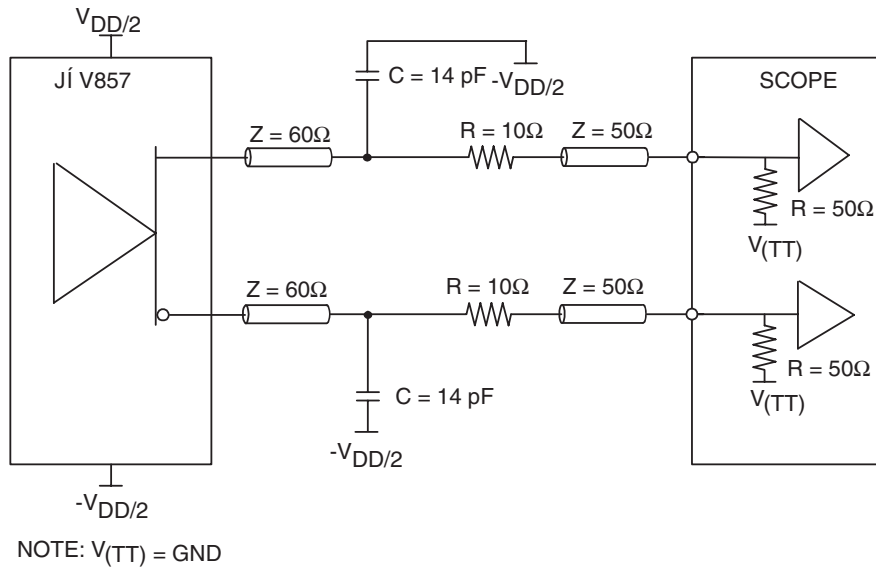 VDD/2
JÍ V857
SCOPE
C = 14 pF
-VDD/2
Z = 60Ω
R = 10Ω
Z = 50Ω
R = 50Ω
V(TT)
Z = 60Ω
R = 10Ω
Z = 50Ω
R = 50Ω
V(TT)
C = 14 pF
-VDD/2
-VDD/2
NOTE: V(TT) = GND